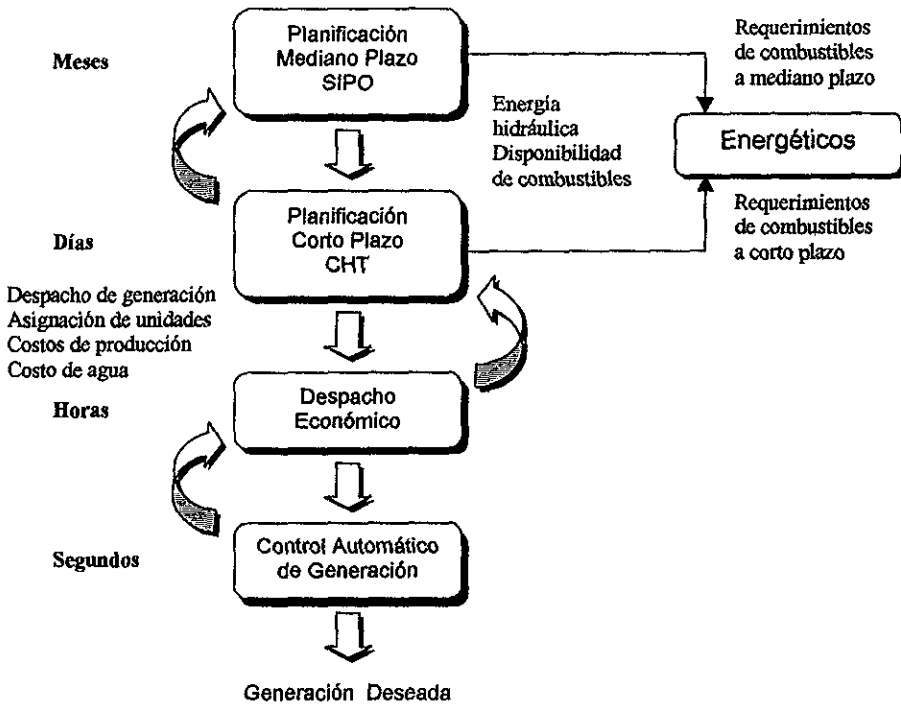 Meses
Planificación
Mediano Plazo
SIPO
Requerimientos
de combustibles
a mediano plazo
Energía
hidráulica
Disponibilidad
de combustibles
Energéticos
Días
Planificación
Corto Plazo
CHT
Requerimientos
de combustibles
a corto plazo
Despacho de generación
Asignación de unidades
Costos de producción
Costo de agua
Horas
Despacho
Económico
Segundos
Control Automático
de Generación
Generación Deseada